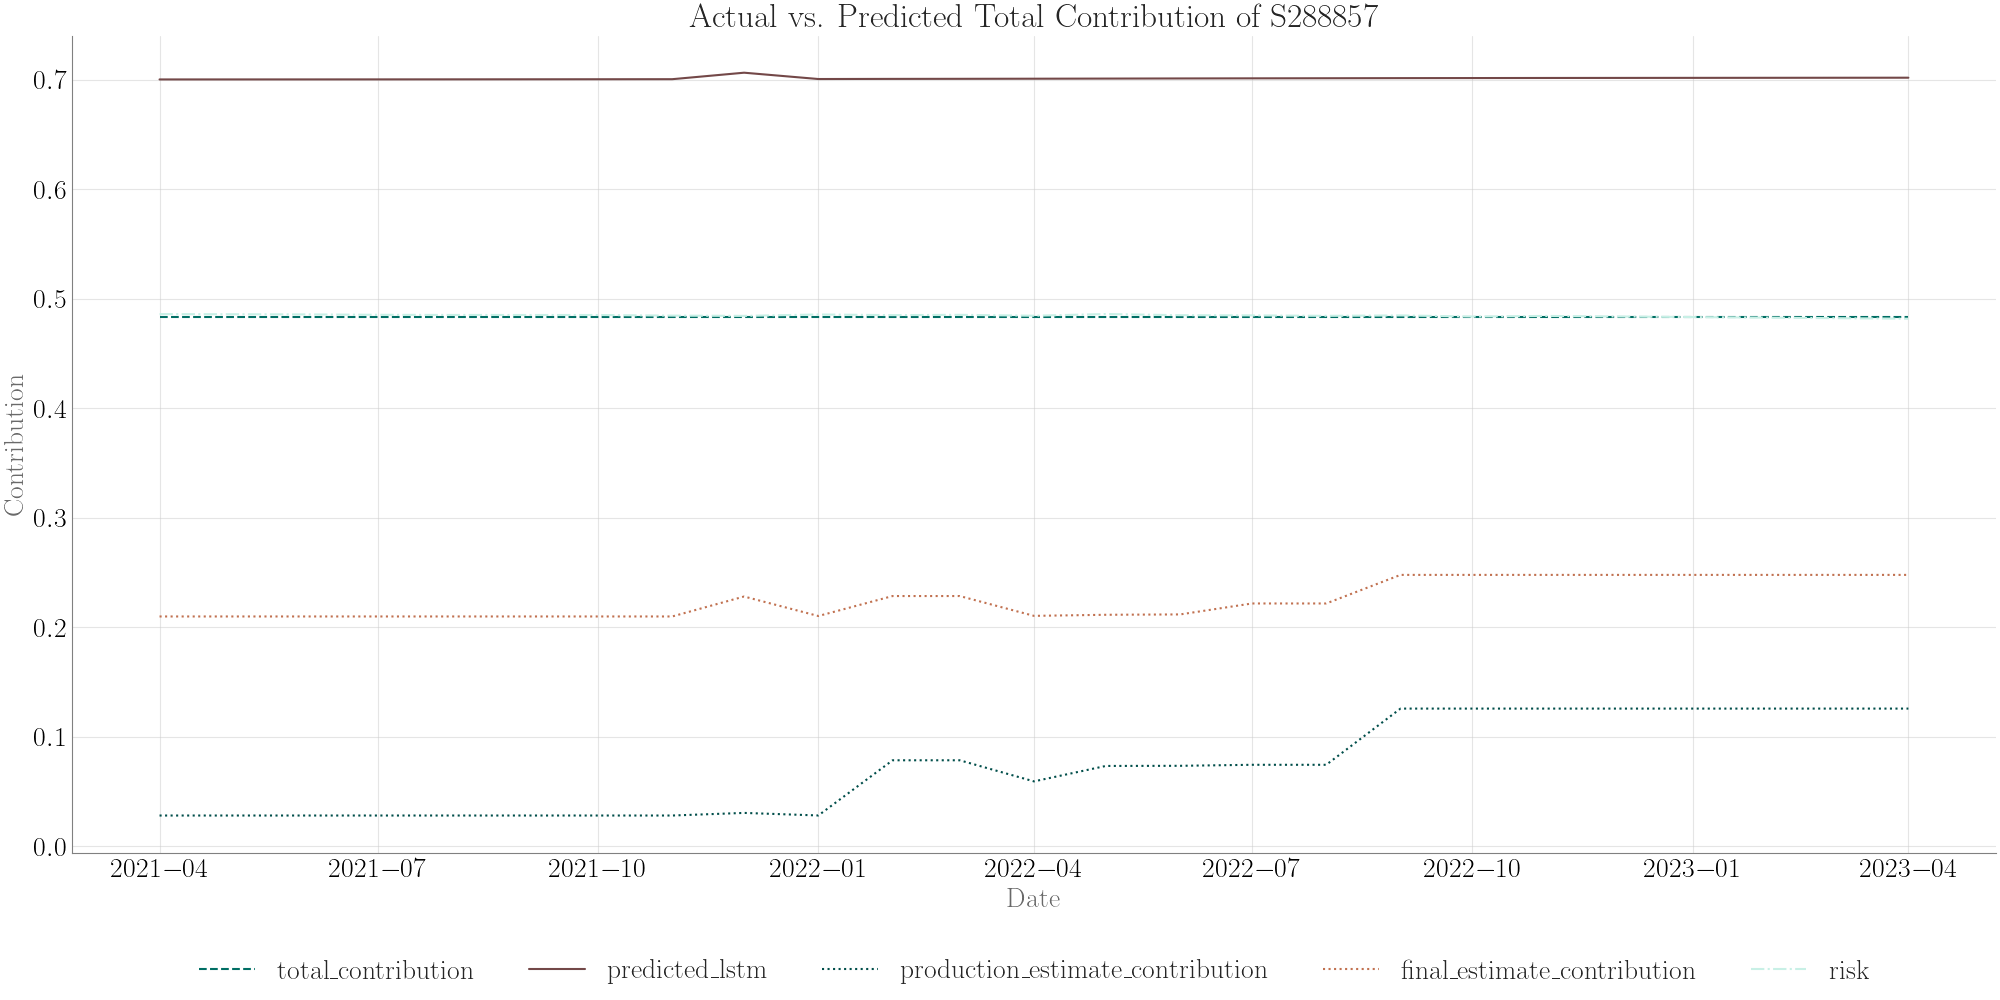 Actual vs. Predicted Total Contribution of S288857
0.7
0.6
0.5
0.4
0.3
0.2
0.1
0.0
Contribution
2021−04 2021−07 2021−10 2022−01 2022−04 2022−07 2022−10 2023−01 2023−04
Date
total_contribution predicted_lstm production_estimate_contribution final_estimate_contribution risk